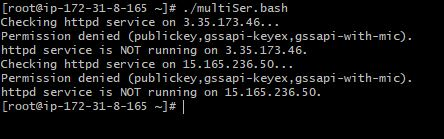 [root@ip-172-31-8-165 ~]# ./multiSer.bash
Checking httpd service on 3.35.173.46...
Permission denied (publickey,gssapi-keyex,gssapi-with-mic).
httpd service is NOT running on 3.35.173.46.
Checking httpd service on 15.165.236.50...
Permission denied (publickey,gssapi-keyex,gssapi-with-mic).
httpd service is NOT running on 15.165.236.50.
[root@ip-172-31-8-165 ~]#